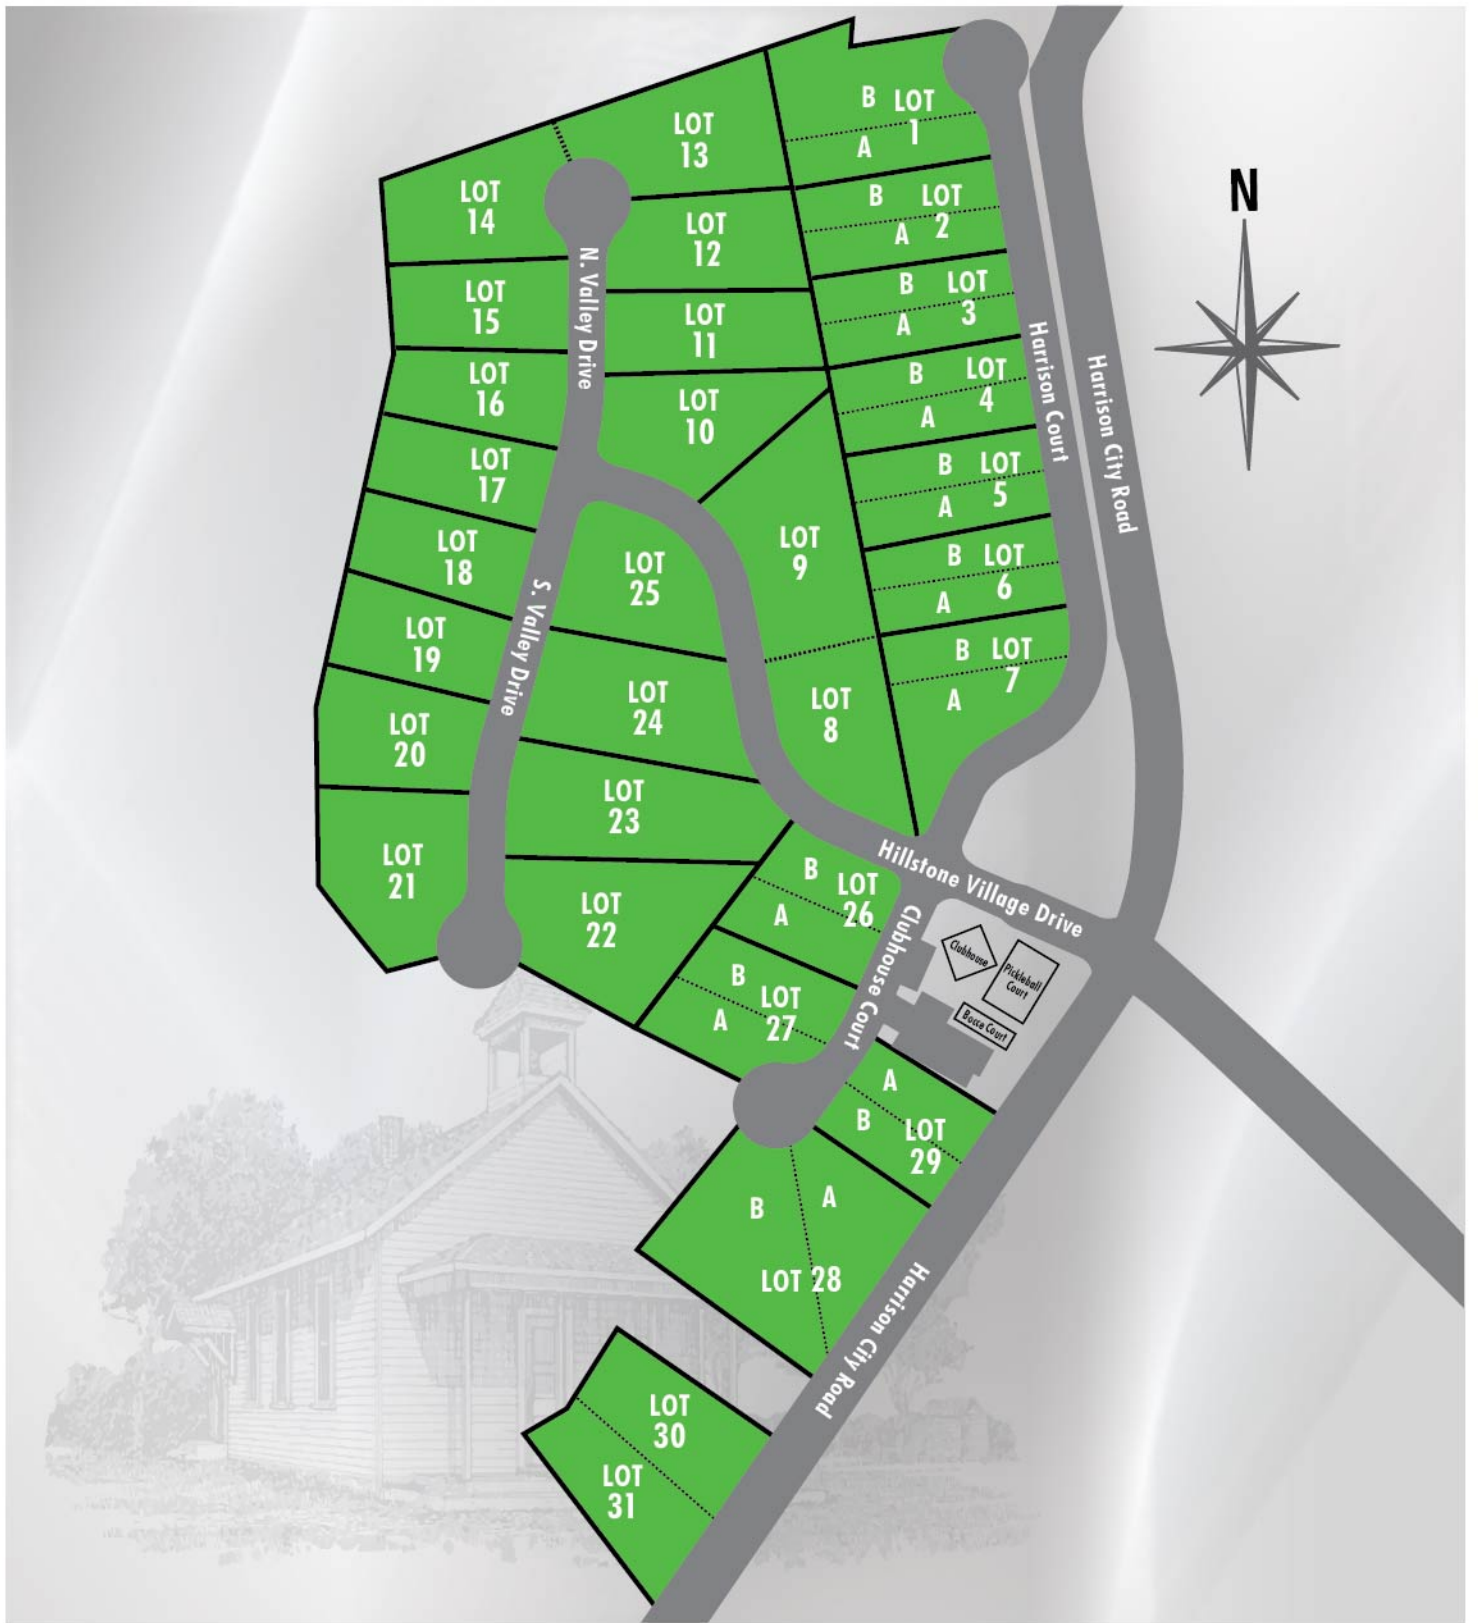 B LOT
1
A
LOT
13
N
LOT
14
B LOT
A 2
LOT
12
B LOT
A 3
LOT
15
LOT
11
N. Valley Drive
Harrison Court
Harrison City Road
B LOT
A 4
LOT
16
LOT
10
B LOT
A 5
LOT
17
LOT
9
LOT
18
LOT
25
B LOT
A 6
S. Valley Drive
LOT
19
B LOT
7
A
LOT
20
LOT
24
LOT
8
LOT
23
LOT
21
Hillstone Village Drive
B LOT
A 26
LOT
22
Clubhouse Court
Clubhouse
Pickleball
Court
Bocce Court
B LOT
A 27
A
B LOT
29
B A
LOT 28
Harrison City Road
LOT
30
LOT
31